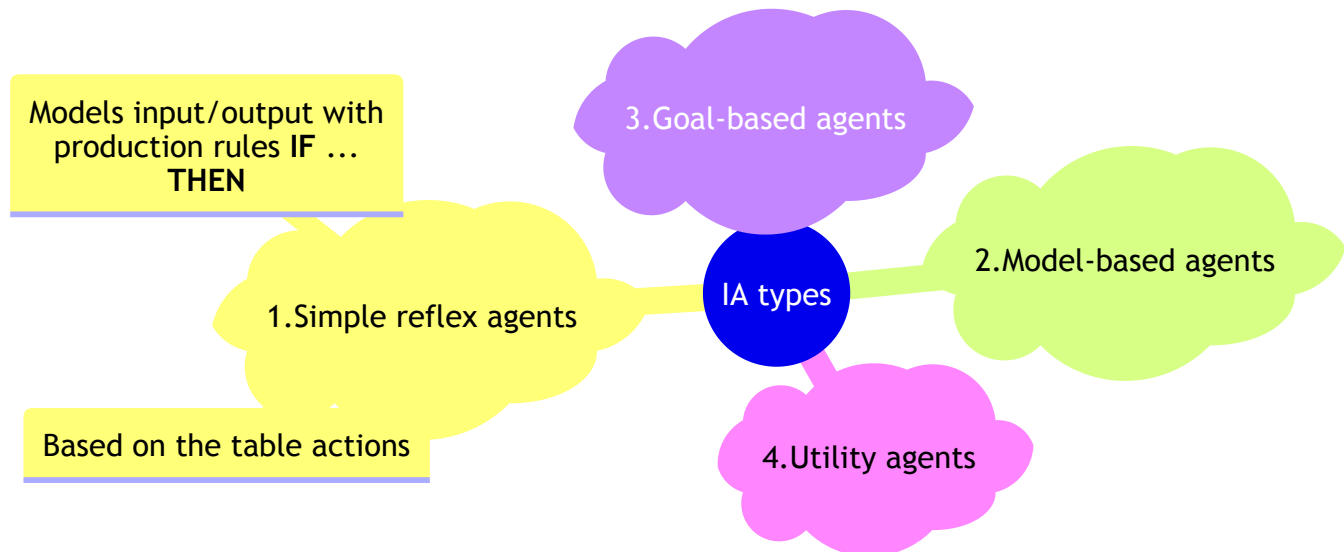 Models input/output with
production rules IF ...
THEN
3.Goal-based agents
2.Model-based agents
IA types
1.Simple reflex agents
Based on the table actions
4.Utility agents